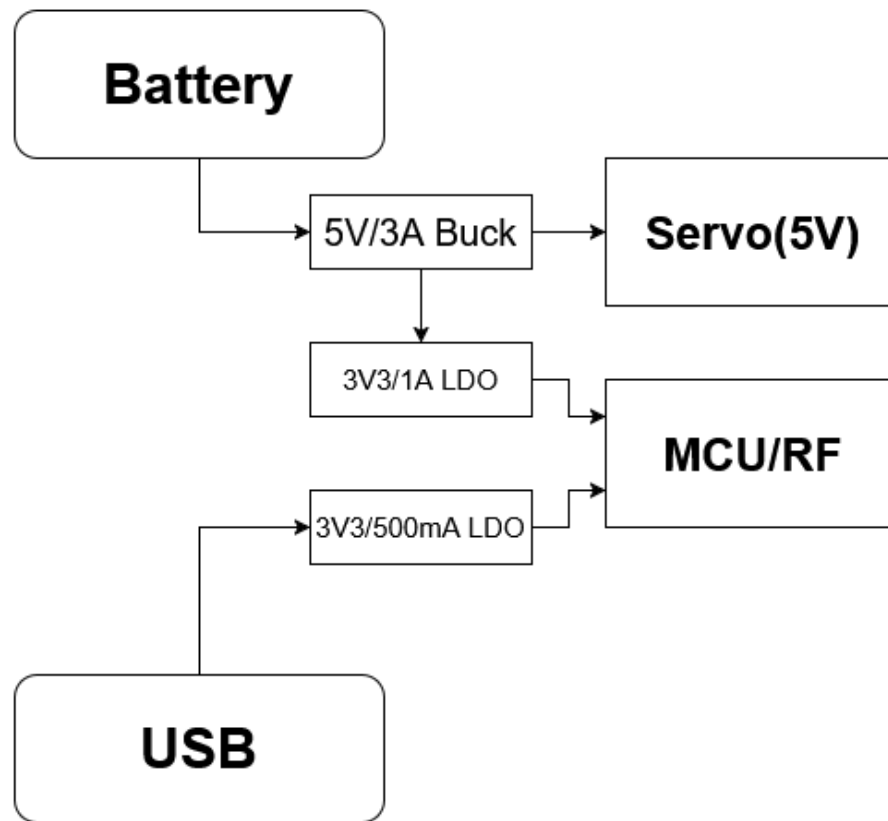 Battery
5V/3A Buck
Servo(5V)
3V3/1A LDO
MCU/RF
3V3/500mA LDO
USB